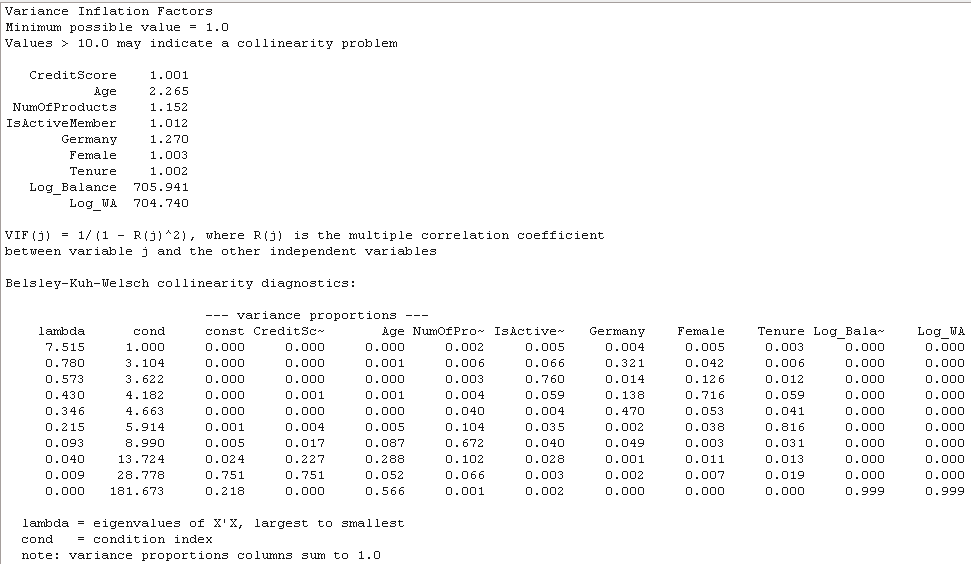 Variance Inflation Factors
Minimum possible value = 1.0
Values > 10.0 may indicate a collinearity problem
CreditScore 1.001
Age 2.265
NumOfProducts 1.152
IsActiveMember 1.012
Germany 1.270
Female 1.003
Tenure 1.002
Log_Balance 705.941
Log_WA 704.740
VIF(j) = 1/(1 - R(j)^2), where R(j) is the multiple correlation coefficient
between variable j and the other independent variables
Belsley-Kuh-Welsch collinearity diagnostics:
--- variance proportions ---
lambda cond const CreditSc~ Age NumOfPro~ IsActive~ Germany Female Tenure Log_Bala~ Log_WA
7.515 1.000 0.000 0.000 0.000 0.002 0.005 0.004 0.005 0.003 0.000 0.000
0.780 3.104 0.000 0.000 0.001 0.006 0.066 0.321 0.042 0.006 0.000 0.000
0.573 3.622 0.000 0.000 0.000 0.003 0.760 0.014 0.126 0.012 0.000 0.000
0.430 4.182 0.000 0.001 0.001 0.004 0.059 0.138 0.716 0.059 0.000 0.000
0.346 4.663 0.000 0.000 0.000 0.040 0.004 0.470 0.053 0.041 0.000 0.000
0.215 5.914 0.001 0.004 0.005 0.104 0.035 0.002 0.038 0.816 0.000 0.000
0.093 8.990 0.005 0.017 0.087 0.672 0.040 0.049 0.003 0.031 0.000 0.000
0.040 13.724 0.024 0.227 0.288 0.102 0.028 0.001 0.011 0.013 0.000 0.000
0.009 28.778 0.751 0.751 0.052 0.066 0.003 0.002 0.007 0.019 0.000 0.000
0.000 181.673 0.218 0.000 0.566 0.001 0.002 0.000 0.000 0.000 0.999 0.999
lambda = eigenvalues of X'X, largest to smallest
cond = condition index
note: variance proportions columns sum to 1.0